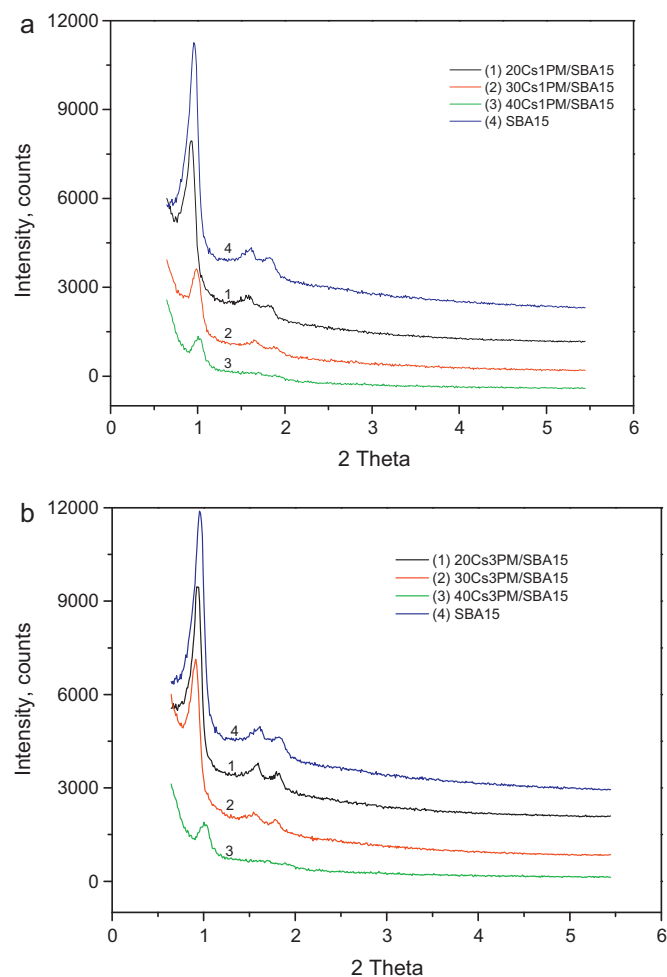 a
12000
9000
6000
3000
0
Intensity, counts
(1) 20Cs1PM/SBA15
(2) 30Cs1PM/SBA15
(3) 40Cs1PM/SBA15
(4) SBA15
4
1
2
3
0 1 2 3 4 5 6
2 Theta
b
12000
9000
6000
3000
0
Intensity, counts
(1) 20Cs3PM/SBA15
(2) 30Cs3PM/SBA15
(3) 40Cs3PM/SBA15
(4) SBA15
4
1
2
3
0 1 2 3 4 5 6
2 Theta